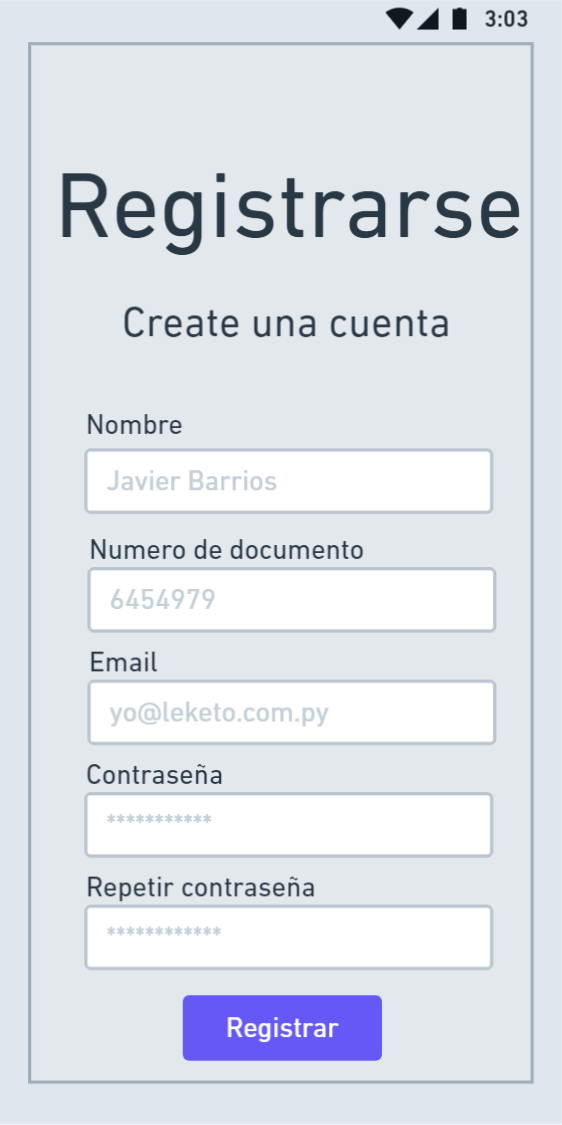 3:03
Registrarse
Create una cuenta
Nombre
Javier Barrios
Numero de documento
6454979
Email
yo@leketo.com.py
Contraseña
***********
Repetir contraseña
************
Registrar